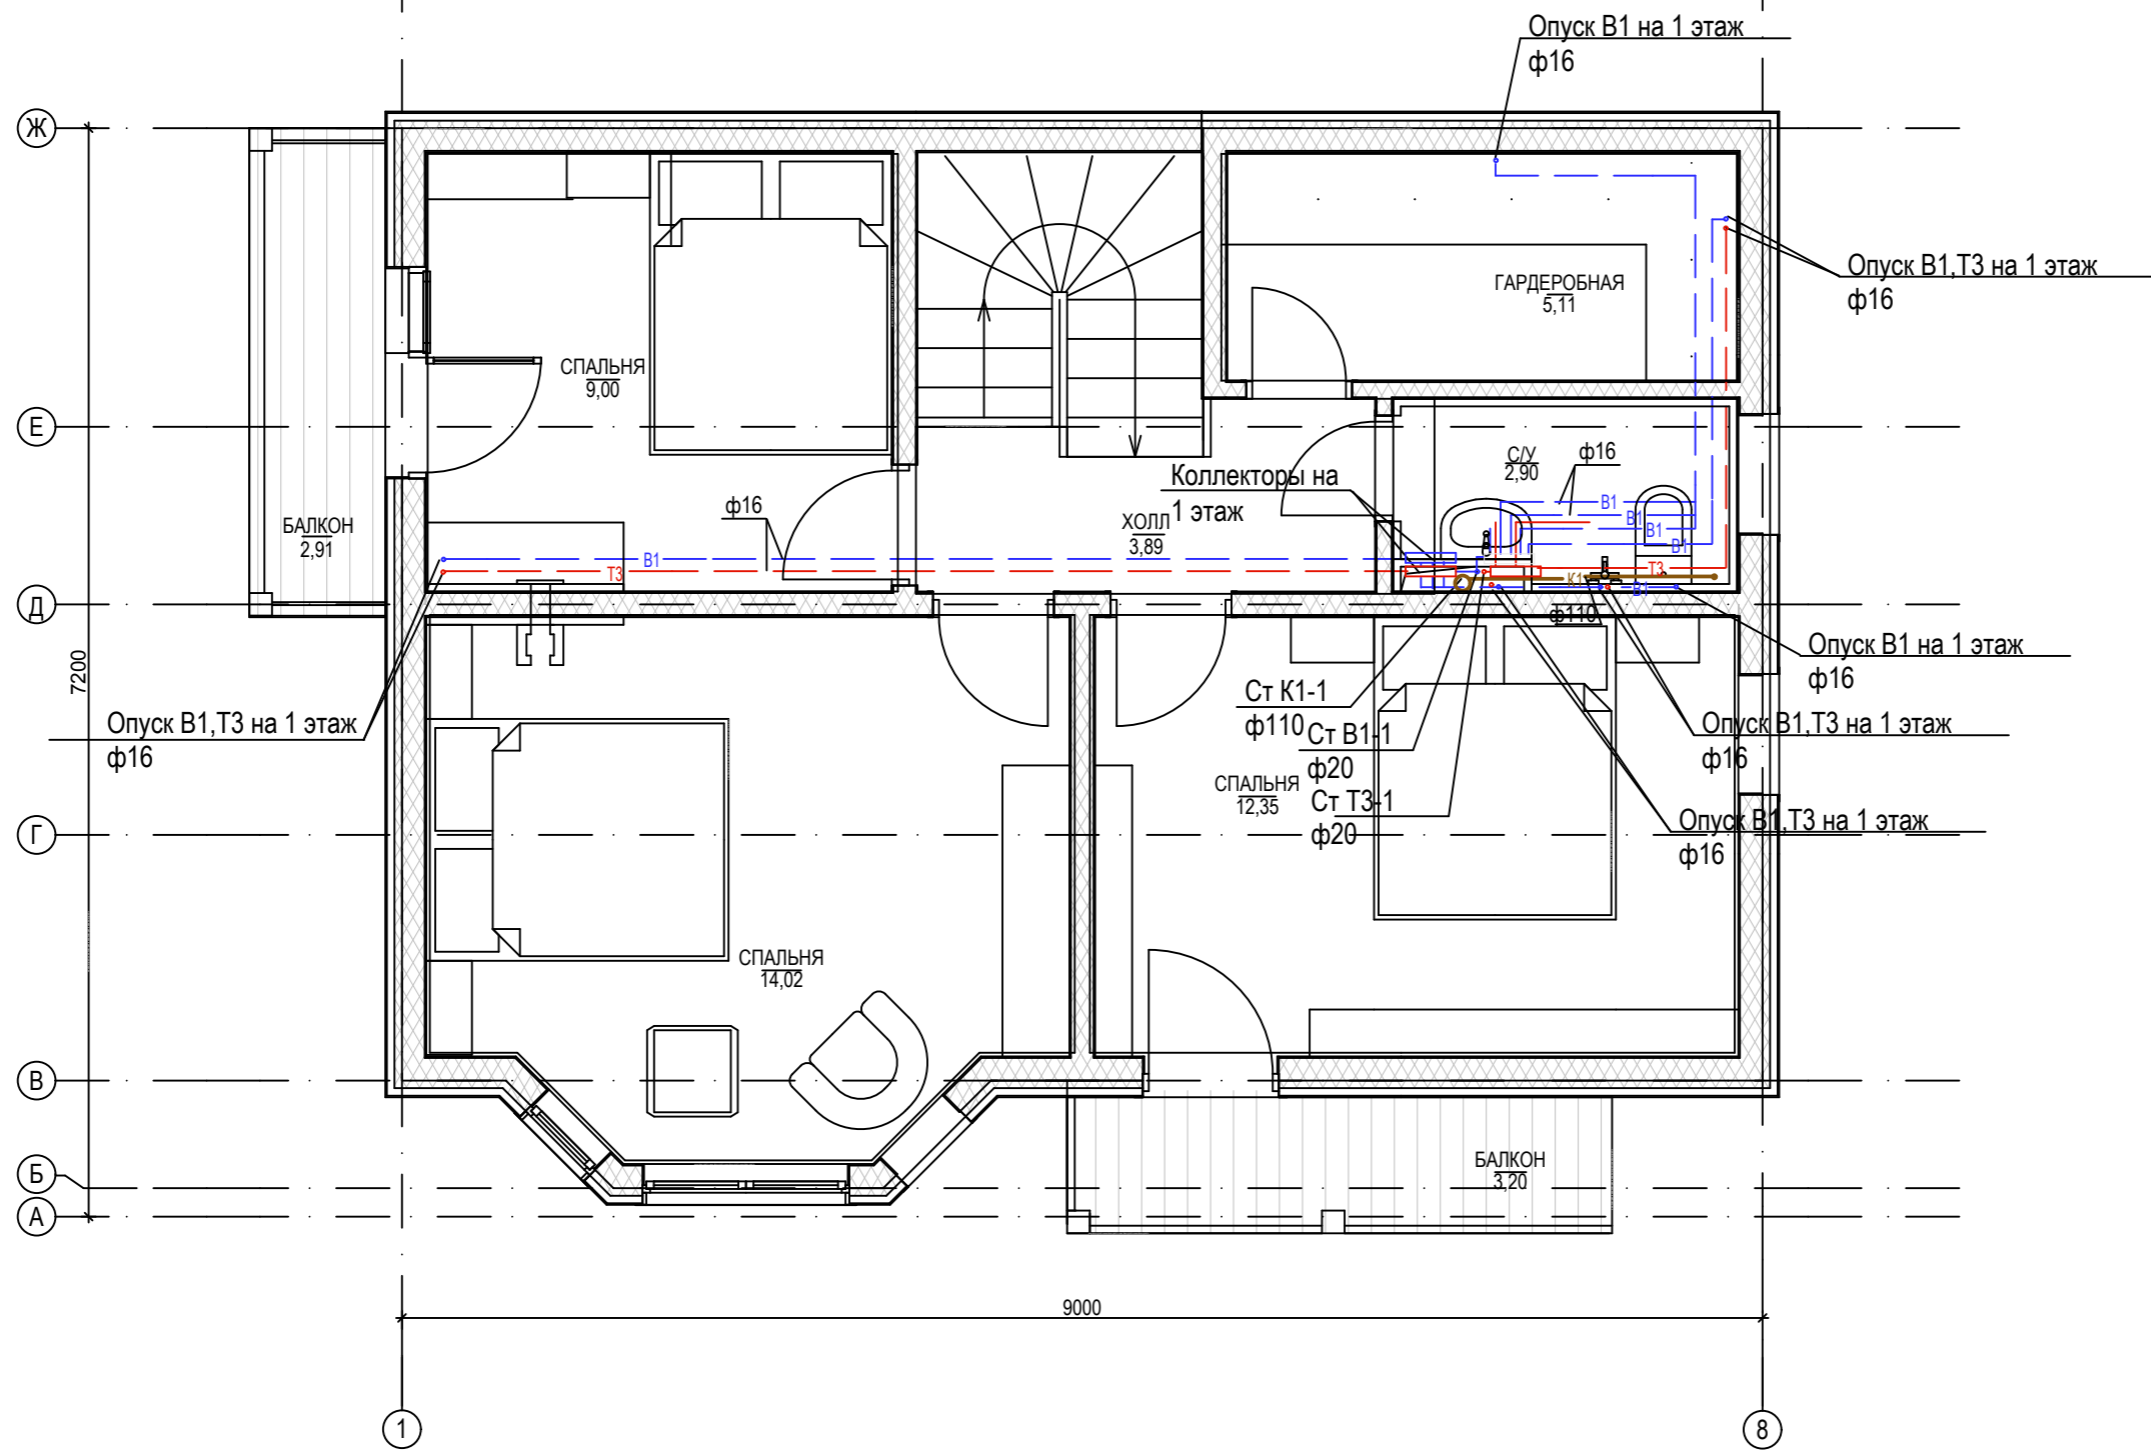 Опуск В1 на 1 этаж
ф16
Ж
Опуск В1,Т3 на 1 этаж
ф16
ГАРДЕРОБНАЯ
5,11
СПАЛЬНЯ
9,00
Е
С/У
2,90
ф16
Коллекторы на
1 этаж
ф16
БАЛКОН
2,91
ХОЛЛ
3,89
В1
В1
В1
В1
В1
Т3
Т3
К1
В1
Д
ф110
Опуск В1 на 1 этаж
ф16
7200
Ст К1-1
ф110
Опуск В1,Т3 на 1 этаж
ф16
Опуск В1,Т3 на 1 этаж
ф16
Ст В1-1
ф20
СПАЛЬНЯ
12,35
Ст Т3-1
ф20
Опуск В1,Т3 на 1 этаж
ф16
Г
СПАЛЬНЯ
14,02
В
БАЛКОН
3,20
Б
А
9000
1
8